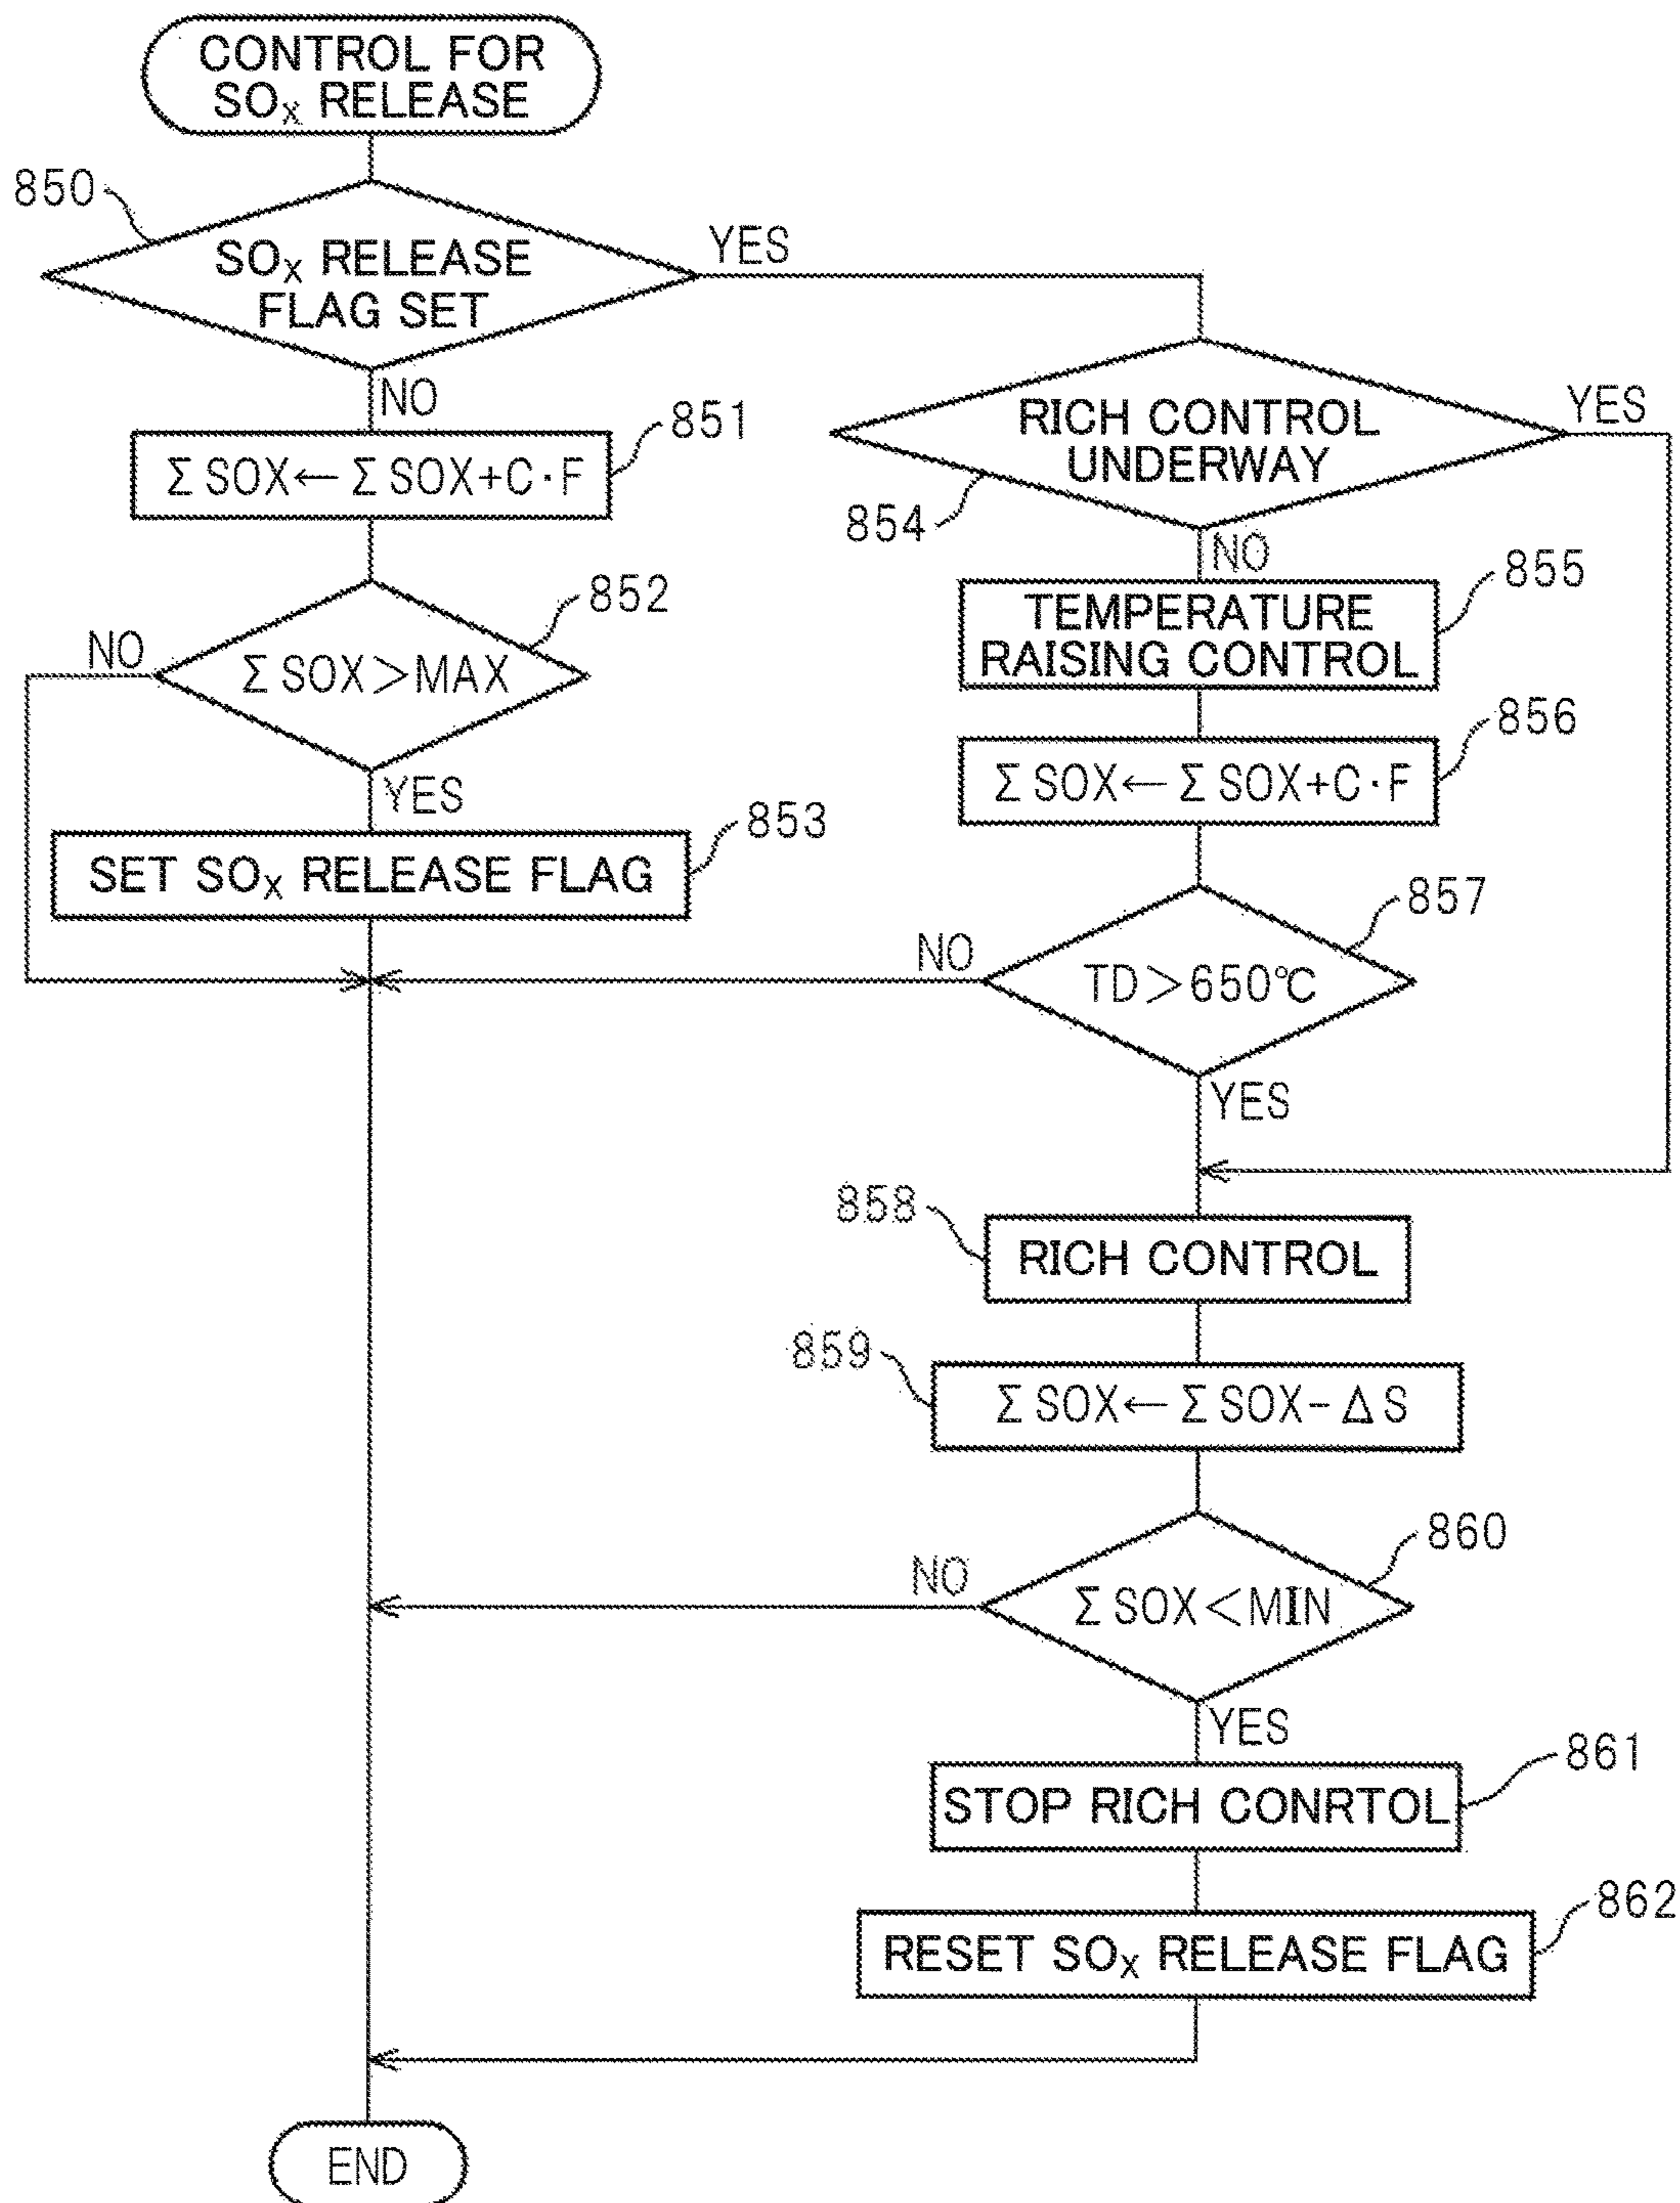 CONTROL FOR
SOX RELEASE
850
SOX RELEASE
FLAG SET
YES
NO
851
Σ SOX← Σ SOX+C·F
RICH CONTROL
UNDERWAY
YES
854
NO
852
Σ SOX>MAX
NO
YES
855
TEMPERATURE
RAISING CONTROL
856
Σ SOX← Σ SOX+C·F
853
SET SOX RELEASE FLAG
857
TD>650℃
NO
YES
858
RICH CONTROL
859
Σ SOX← Σ SOX-ΔS
860
Σ SOX<MIN
NO
YES
861
STOP RICH CONRTOL
862
RESET SOX RELEASE FLAG
END